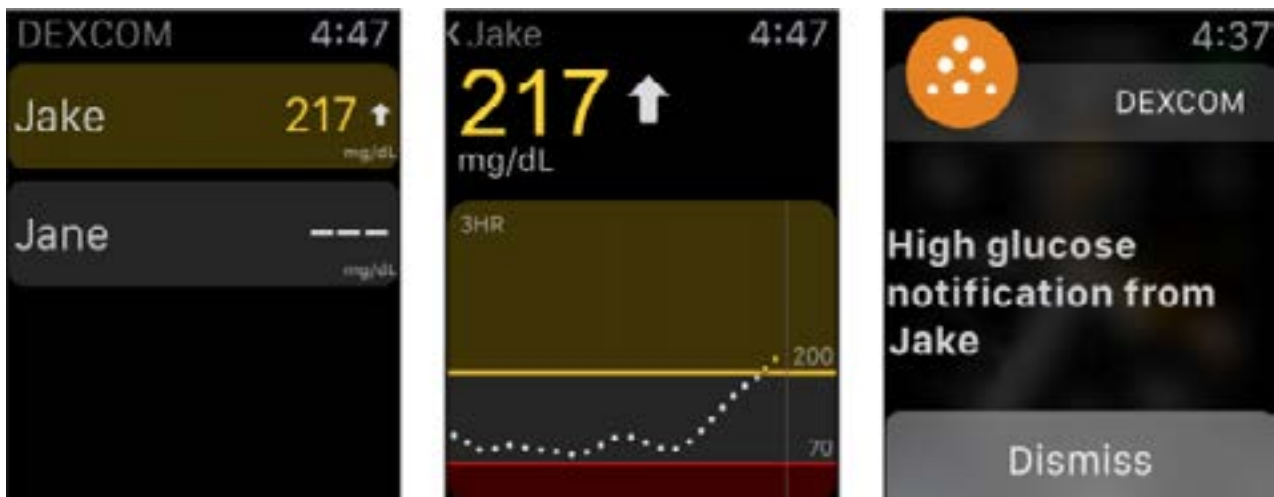 DEXCOM 4:47
Jake 217
mg/dL
Jane ---
mg/dL
Jake 4:47
217
mg/dL
3HR
200
70
4:37
DEXCOM
High glucose
notification from
Jake
Dismiss